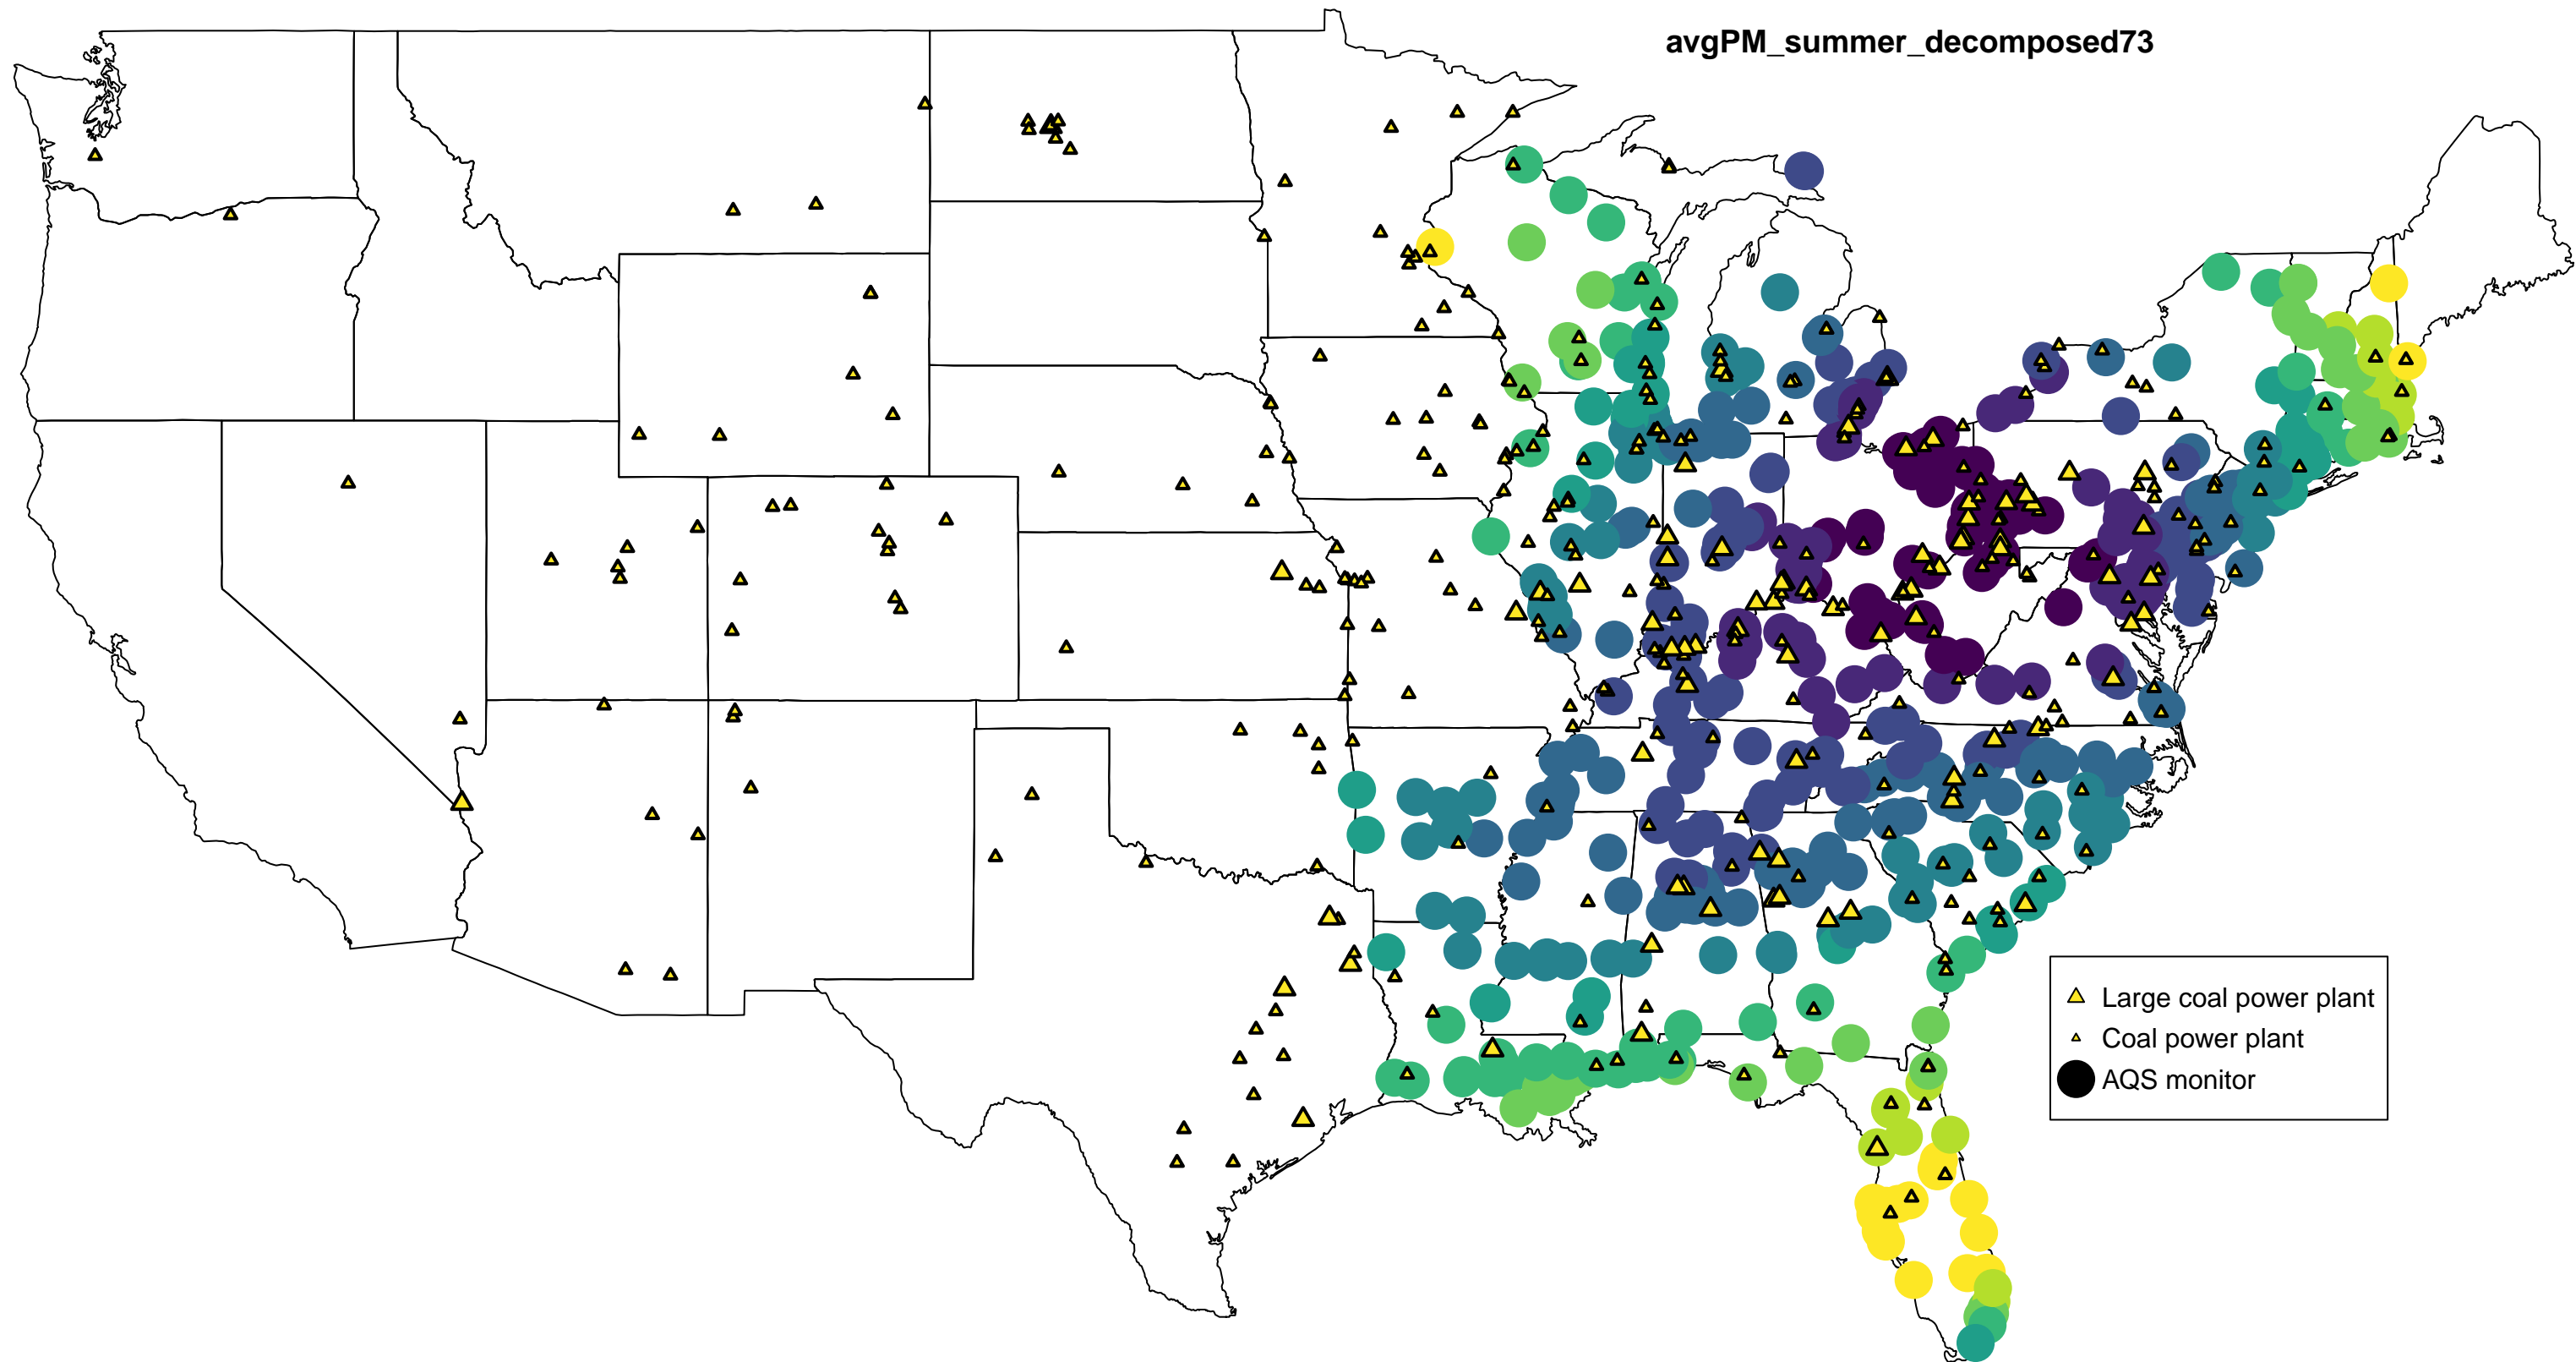 avgPM_summer_decomposed73
Large coal power plant
Coal power plant
AQS monitor